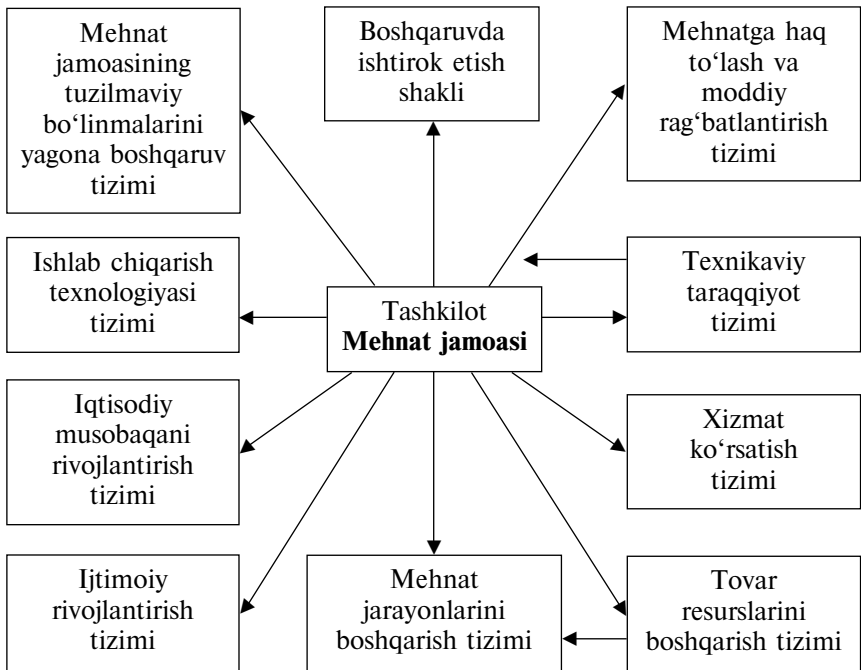 Mehnat
jamoasining
tuzilmaviy
bo‘linmalarini
yagona boshqaruv
tizimi
Boshqaruvda
ishtirok etish
shakli
Mehnatga haq
to‘lash va
moddiy
rag‘batlantirish
tizimi
Ishlab chiqarish
texnologiyasi
tizimi
Tashkilot
Mehnat jamoasi
Texnikaviy
taraqqiyot
tizimi
Iqtisodiy
musobaqani
rivojlantirish
tizimi
Xizmat
ko‘rsatish
tizimi
Ijtimoiy
rivojlantirish
tizimi
Mehnat
jarayonlarini
boshqarish tizimi
Tovar
resurslarini
boshqarish tizimi